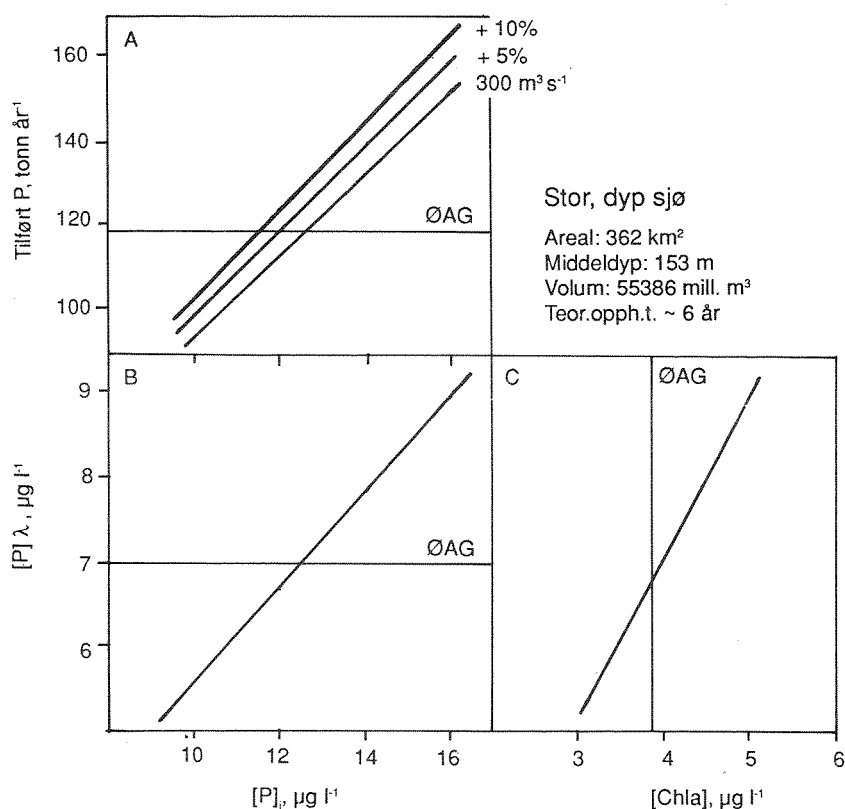 A
+ 10%
+ 5%
300 m³ s⁻¹
160
140
120
100
Tilført P, tonn år⁻¹
ØAG
Stor, dyp sjø
Areal: 362 km²
Middeldyp: 153 m
Volum: 55386 mill. m³
Teor.opph.t. ~ 6 år
B
9
8
7
6
[P] λ, µg l⁻¹
ØAG
10
12
14
16
[P]ᵢ, µg l⁻¹
C
ØAG
3
4
5
6
[Chla], µg l⁻¹